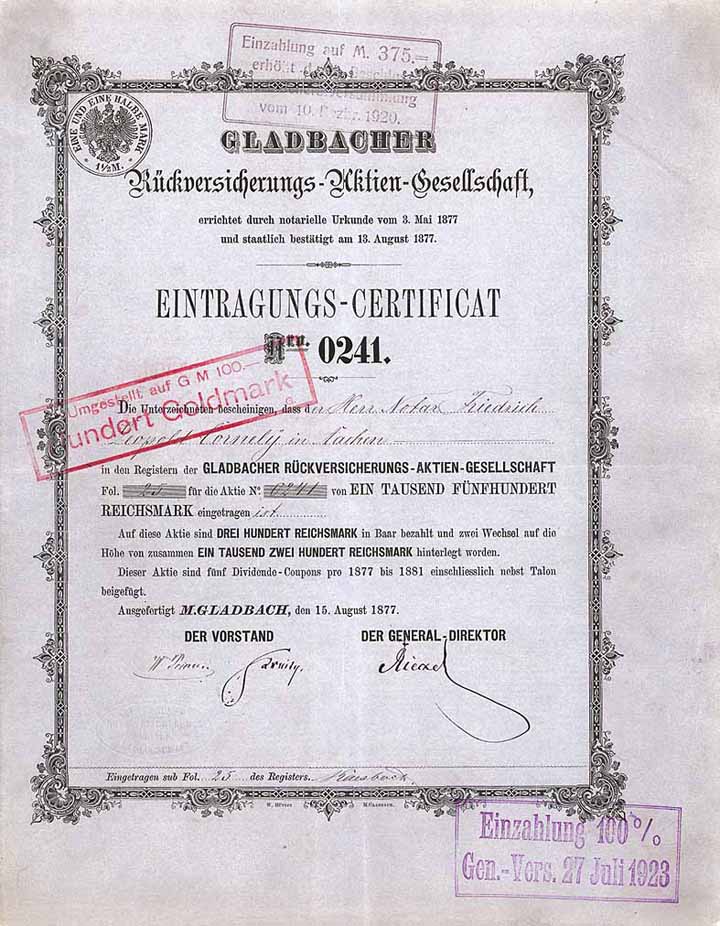 Einzahlung auf M. 375.—
erhöht
vom 10. Dezbr. 1920.
EINE UND EINE HALBE MARK
1½ M.
GLADBACHER
Rückversicherungs-Aktien-Gesellschaft,
errichtet durch notarielle Urkunde vom 3. Mai 1877
und staatlich bestätigt am 13. August 1877.
EINTRAGUNGS-CERTIFICAT
Nro. 0241.
Umgestellt auf G M 100.—
Hundert Goldmark
Die Unterzeichneten bescheinigen, dass der Herr Notar Friedrich
Leopold Cornely in Aachen
in den Registern der GLADBACHER RÜCKVERSICHERUNGS-AKTIEN-GESELLSCHAFT
Fol. 25 für die Aktie No. 0241 von EIN TAUSEND FÜNFHUNDERT
REICHSMARK eingetragen ist.
Auf diese Aktie sind DREI HUNDERT REICHSMARK in Baar bezahlt und zwei Wechsel auf die
Höhe von zusammen EIN TAUSEND ZWEI HUNDERT REICHSMARK hinterlegt worden.
Dieser Aktie sind fünf Dividende-Coupons pro 1877 bis 1881 einschliesslich nebst Talon
beigefügt.
Ausgefertigt M.GLADBACH, den 15. August 1877.
DER VORSTAND DER GENERAL-DIREKTOR
Eingetragen sub Fol. 25 des Registers.
Einzahlung 100%
Gen.-Vers. 27 Juli 1923